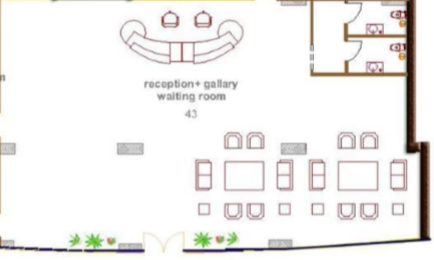 reception+ gallary
waiting room
43